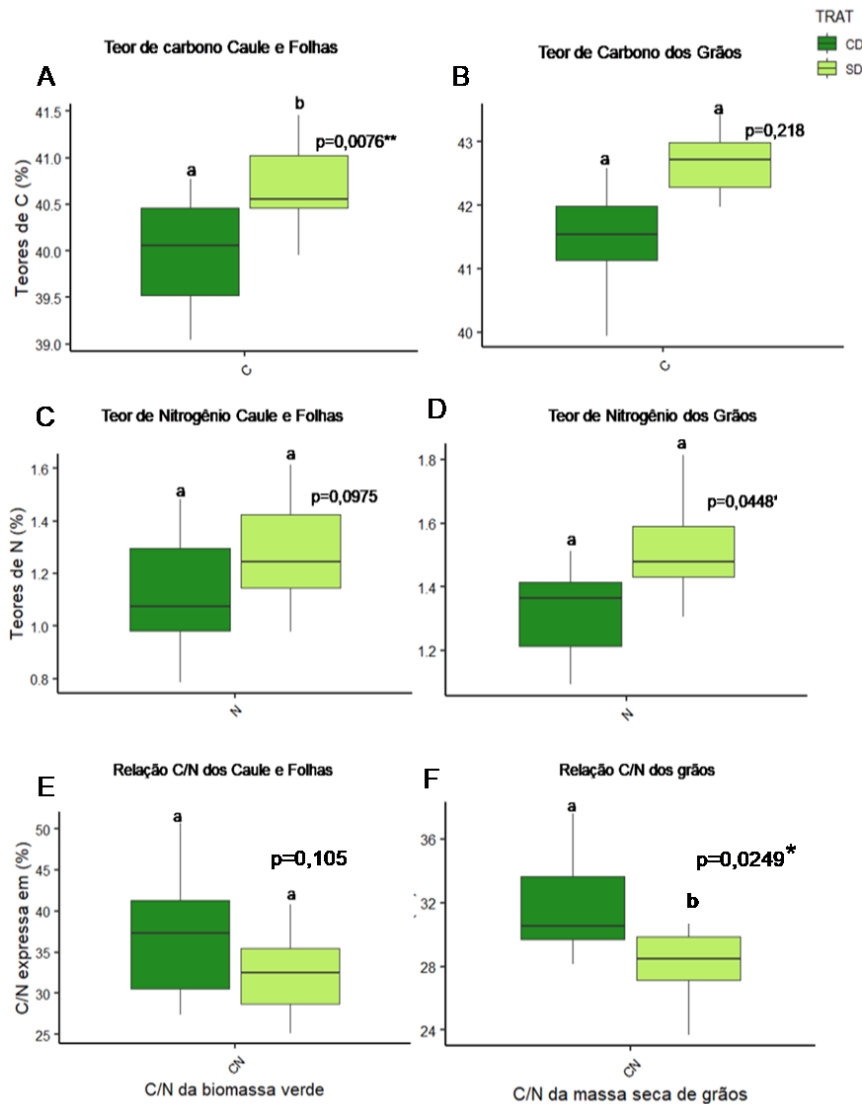 TRAT
CD
SD
A
Teor de carbono Caule e Folhas
Teores de C (%)
41.5
41.0
40.5
40.0
39.5
39.0
a
b
p=0,0076**
C
B
Teor de Carbono dos Grãos
43
42
41
40
a
a
p=0,218
C
C
Teor de Nitrogênio Caule e Folhas
Teores de N (%)
1.6
1.4
1.2
1.0
0.8
a
a
p=0,0975
N
D
Teor de Nitrogênio dos Grãos
1.8
1.6
1.4
1.2
a
a
p=0,0448*
N
E
Relação C/N dos Caule e Folhas
C/N expressa em (%)
50
45
40
35
30
25
a
a
p=0,105
C/N
C/N da biomassa verde
F
Relação C/N dos grãos
36
32
28
24
a
b
p=0,0249*
C/N
C/N da massa seca de grãos